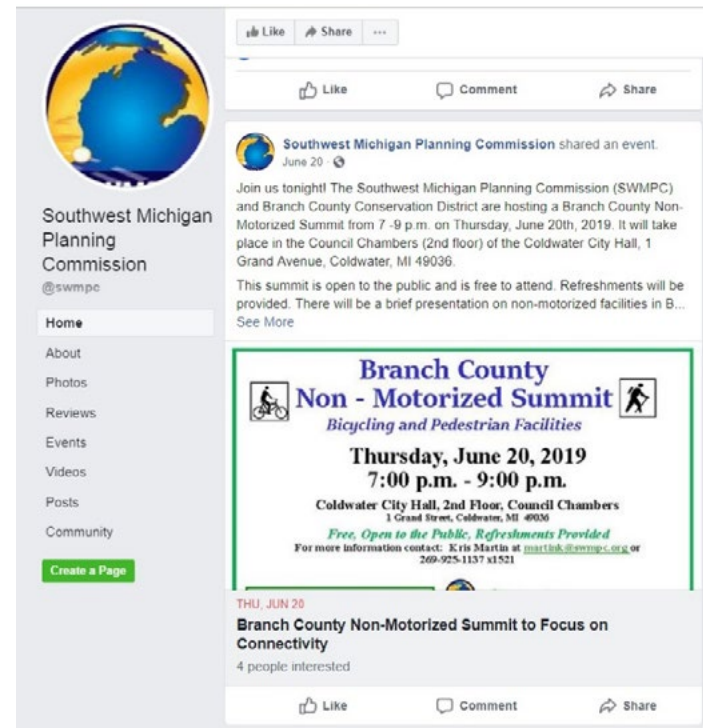 Like Share ...
Like Comment Share
Southwest Michigan Planning Commission shared an event.
June 20
Join us tonight! The Southwest Michigan Planning Commission (SWMPC)
and Branch County Conservation District are hosting a Branch County Non-
Motorized Summit from 7 -9 p.m. on Thursday, June 20th, 2019. It will take
place in the Council Chambers (2nd floor) of the Coldwater City Hall, 1
Grand Avenue, Coldwater, MI 49036.
This summit is open to the public and is free to attend. Refreshments will be
provided. There will be a brief presentation on non-motorized facilities in B...
See More
Southwest Michigan
Planning
Commission
@swmpc
Home
About
Photos
Reviews
Events
Videos
Posts
Community
Create a Page
Branch County
Non - Motorized Summit
Bicycling and Pedestrian Facilities
Thursday, June 20, 2019
7:00 p.m. - 9:00 p.m.
Coldwater City Hall, 2nd Floor, Council Chambers
1 Grand Street, Coldwater, MI 49036
Free, Open to the Public, Refreshments Provided
For more information contact: Kris Martin at martink@swmpc.org or
269-925-1137 x1521
THU, JUN 20
Branch County Non-Motorized Summit to Focus on
Connectivity
4 people interested
Like Comment Share